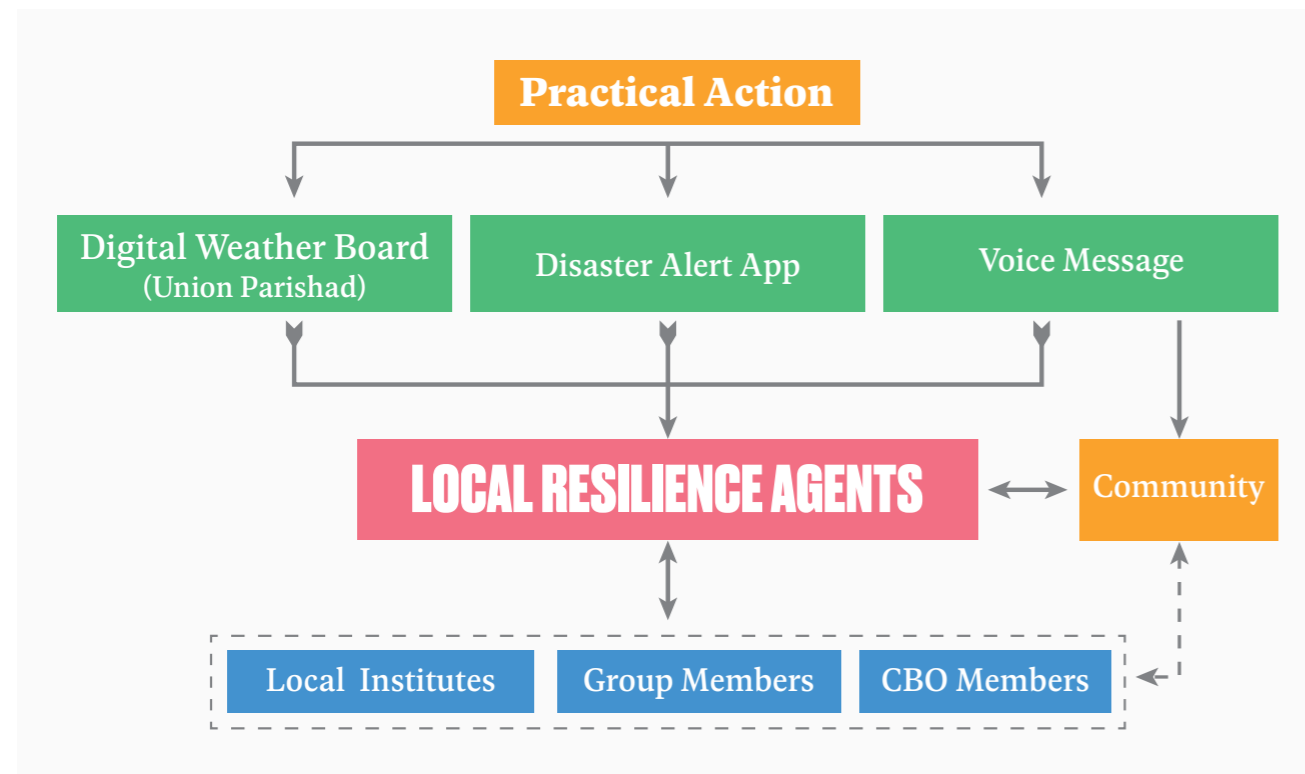 Practical Action
Digital Weather Board
(Union Parishad)
Disaster Alert App
Voice Message
LOCAL RESILIENCE AGENTS
Community
Local Institutes
Group Members
CBO Members